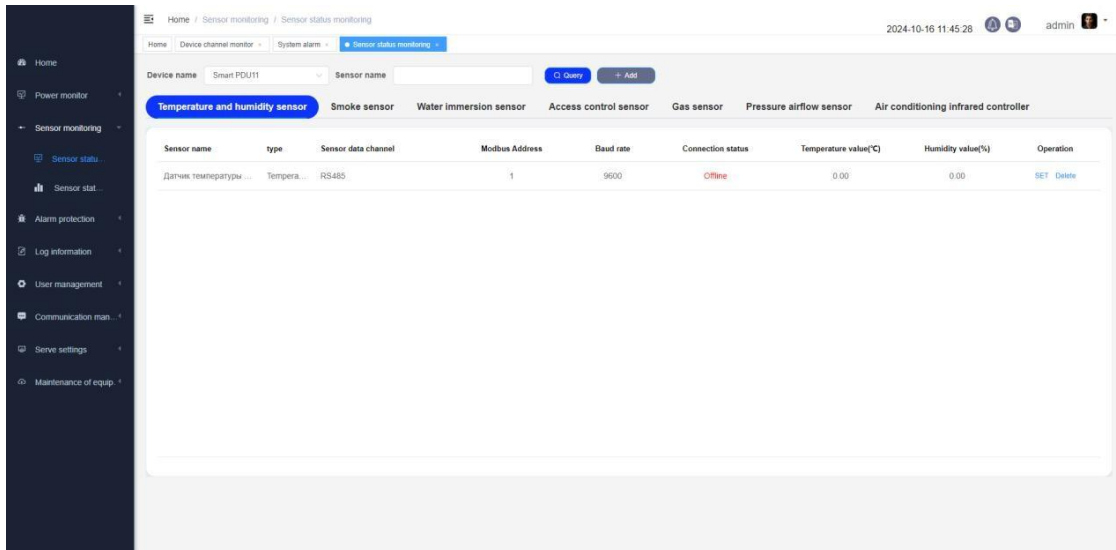 Home / Sensor monitoring / Sensor status monitoring
2024-10-16 11:45:28 admin
Home Device channel monitor × System alarm × Sensor status monitoring ×
Home
Power monitor
Sensor monitoring
Sensor statu...
Sensor stat...
Alarm protection
Log information
User management
Communication man...
Serve settings
Maintenance of equip.
Device name Smart PDU11 Sensor name Query + Add
Temperature and humidity sensor Smoke sensor Water immersion sensor Access control sensor Gas sensor Pressure airflow sensor Air conditioning infrared controller
Sensor name type Sensor data channel Modbus Address Baud rate Connection status Temperature value(℃) Humidity value(%) Operation
Датчик температуры ... Tempera... RS485 1 9600 Offline 0.00 0.00 SET Delete